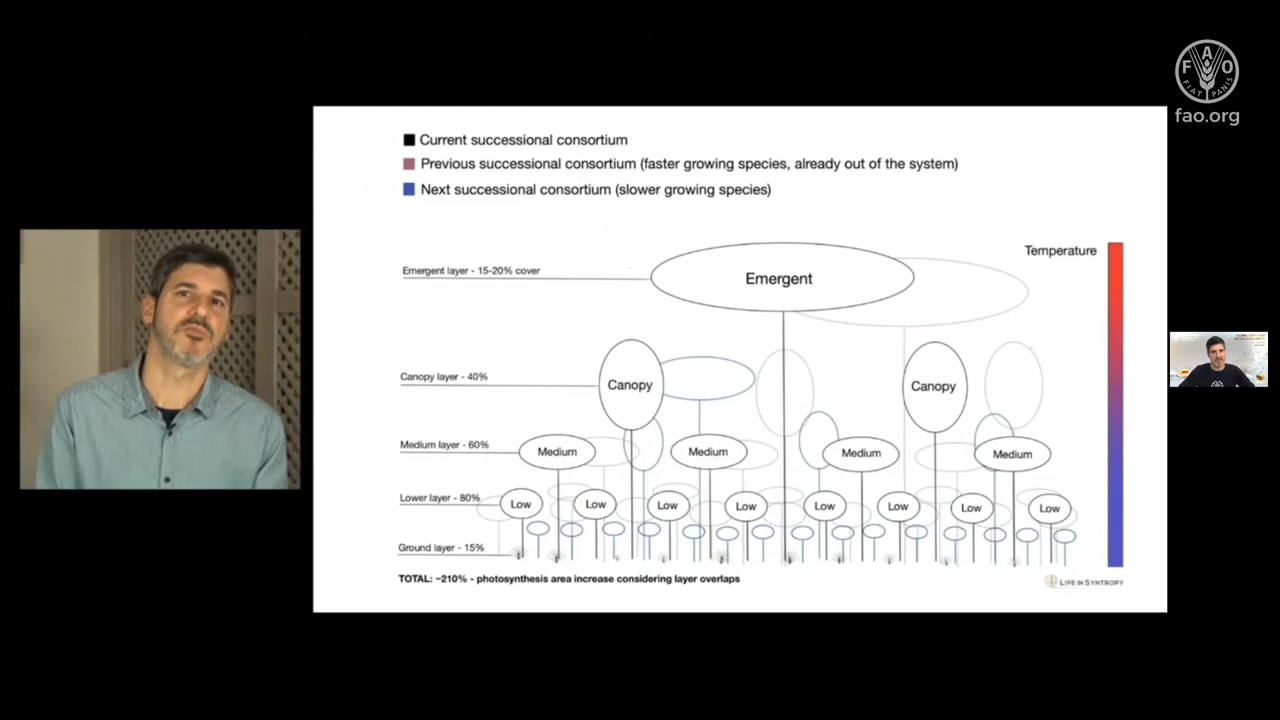 FAO
FIAT PANIS
fao.org
Current successional consortium
Previous successional consortium (faster growing species, already out of the system)
Next successional consortium (slower growing species)
Temperature
Emergent layer - 15-20% cover
Emergent
Canopy layer - 40%
Canopy
Canopy
Medium layer - 60%
Medium
Medium
Medium
Medium
Lower layer - 80%
Low
Low
Low
Low
Low
Low
Low
Low
Ground layer - 15%
TOTAL: ~210% - photosynthesis area increase considering layer overlaps
LIFE IN SYNTROPY